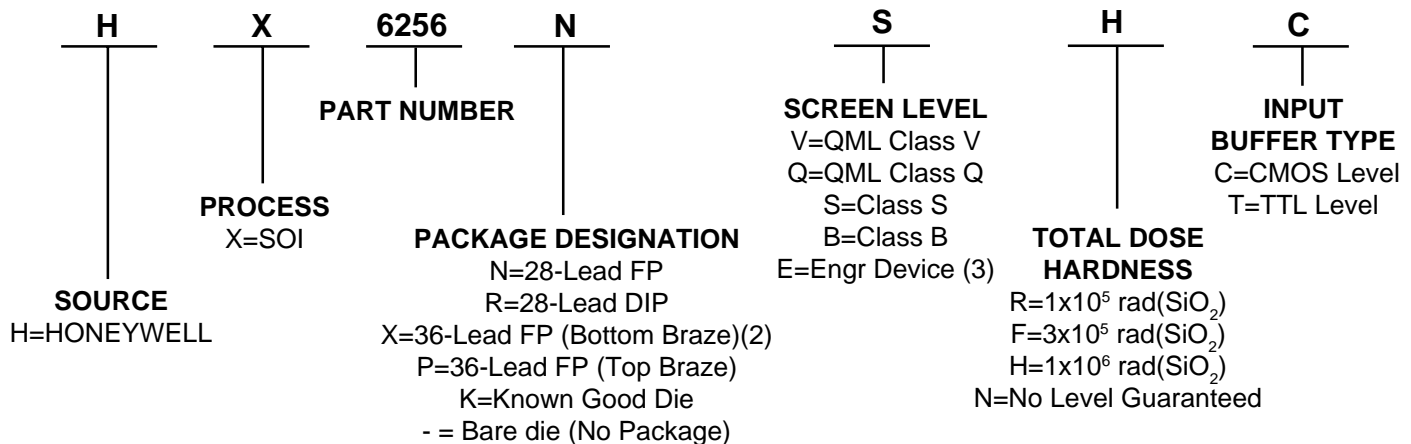 H X 6256 N S H C
PART NUMBER
PROCESS
X=SOI
SOURCE
H=HONEYWELL
PACKAGE DESIGNATION
N=28-Lead FP
R=28-Lead DIP
X=36-Lead FP (Bottom Braze)(2)
P=36-Lead FP (Top Braze)
K=Known Good Die
- = Bare die (No Package)
SCREEN LEVEL
V=QML Class V
Q=QML Class Q
S=Class S
B=Class B
E=Engr Device (3)
TOTAL DOSE
HARDNESS
R=1x10⁵ rad(SiO₂)
F=3x10⁵ rad(SiO₂)
H=1x10⁶ rad(SiO₂)
N=No Level Guaranteed
INPUT
BUFFER TYPE
C=CMOS Level
T=TTL Level